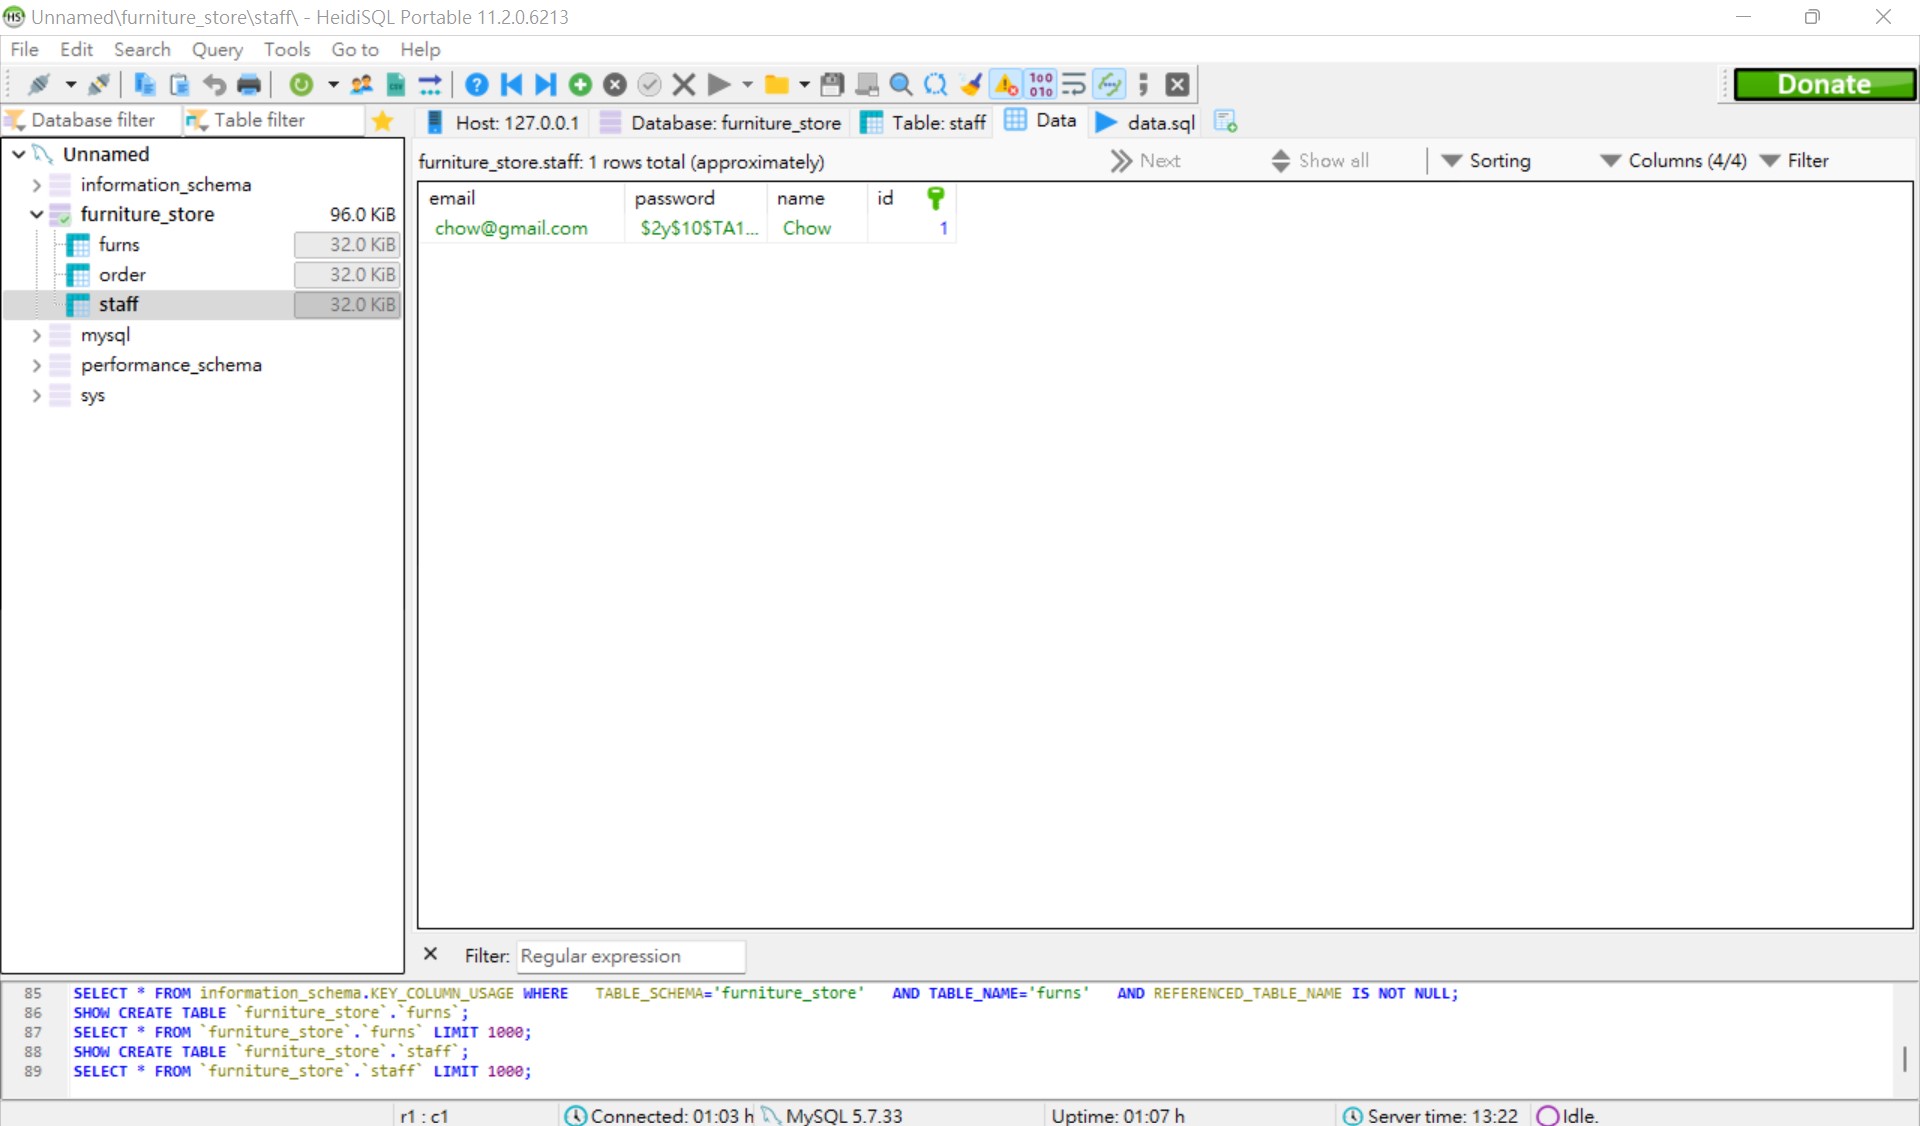 Unnamed\furniture_store\staff\ - HeidiSQL Portable 11.2.0.6213
File Edit Search Query Tools Go to Help
Donate
Database filter Table filter Host: 127.0.0.1 Database: furniture_store Table: staff Data data.sql
Unnamed
information_schema
furniture_store 96.0 KiB
furns 32.0 KiB
order 32.0 KiB
staff 32.0 KiB
mysql
performance_schema
sys
furniture_store.staff: 1 rows total (approximately) Next Show all Sorting Columns (4/4) Filter
email password name id
chow@gmail.com $2y$10$TA1... Chow 1
Filter: Regular expression
85 SELECT * FROM information_schema.KEY_COLUMN_USAGE WHERE TABLE_SCHEMA='furniture_store' AND TABLE_NAME='furns' AND REFERENCED_TABLE_NAME IS NOT NULL;
86 SHOW CREATE TABLE `furniture_store`.`furns`;
87 SELECT * FROM `furniture_store`.`furns` LIMIT 1000;
88 SHOW CREATE TABLE `furniture_store`.`staff`;
89 SELECT * FROM `furniture_store`.`staff` LIMIT 1000;
r1 : c1 Connected: 01:03 h MySQL 5.7.33 Uptime: 01:07 h Server time: 13:22 Idle.